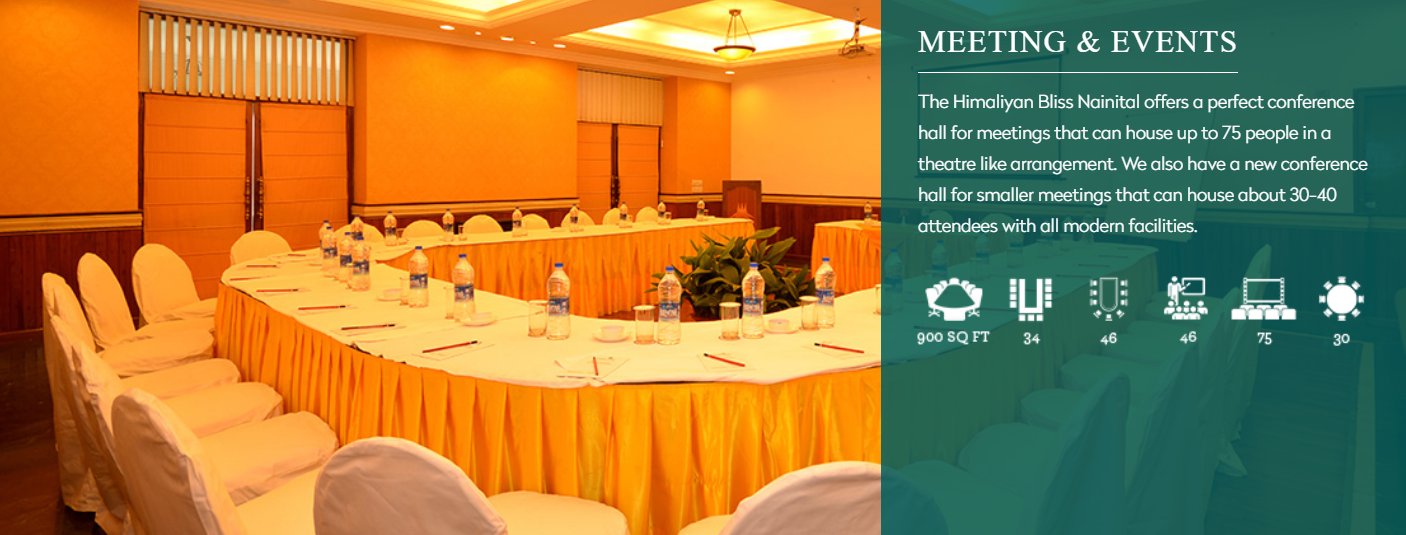 MEETING & EVENTS
The Himaliyan Bliss Nainital offers a perfect conference
hall for meetings that can house up to 75 people in a
theatre like arrangement. We also have a new conference
hall for smaller meetings that can house about 30-40
attendees with all modern facilities.
900 SQ FT 34 46 46 75 30